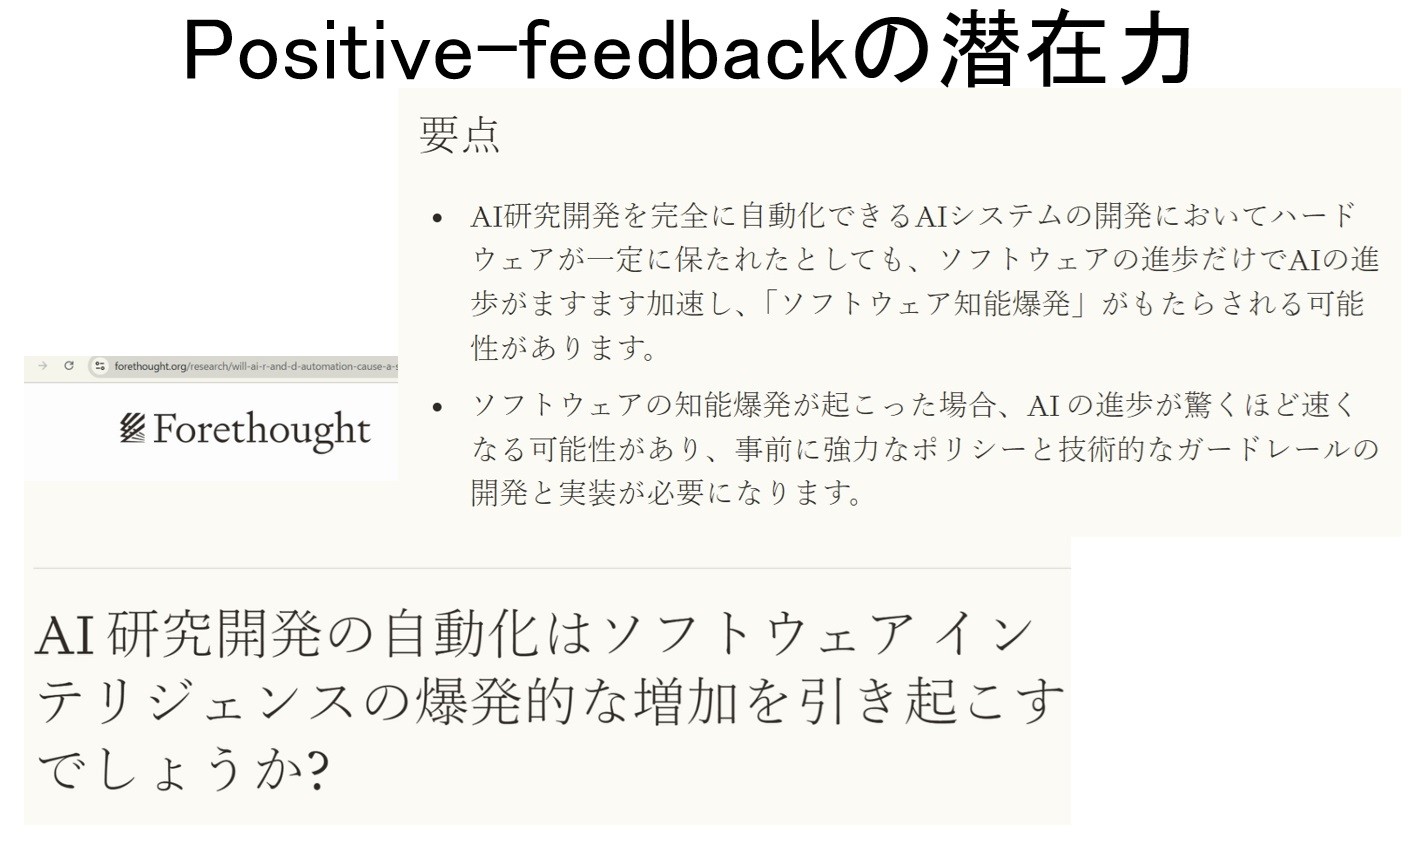 Positive-feedbackの潜在力
要点
• AI研究開発を完全に自動化できるAIシステムの開発においてハード
ウェアが一定に保たれたとしても、ソフトウェアの進歩だけでAIの進
歩がますます加速し、「ソフトウェア知能爆発」がもたらされる可能
性があります。
• ソフトウェアの知能爆発が起こった場合、AI の進歩が驚くほど速く
なる可能性があり、事前に強力なポリシーと技術的なガードレールの
開発と実装が必要になります。
forethought.org/research/will-ai-r-and-d-automation-cause-a-s
Forethought
AI 研究開発の自動化はソフトウェア イン
テリジェンスの爆発的な増加を引き起こす
でしょうか?